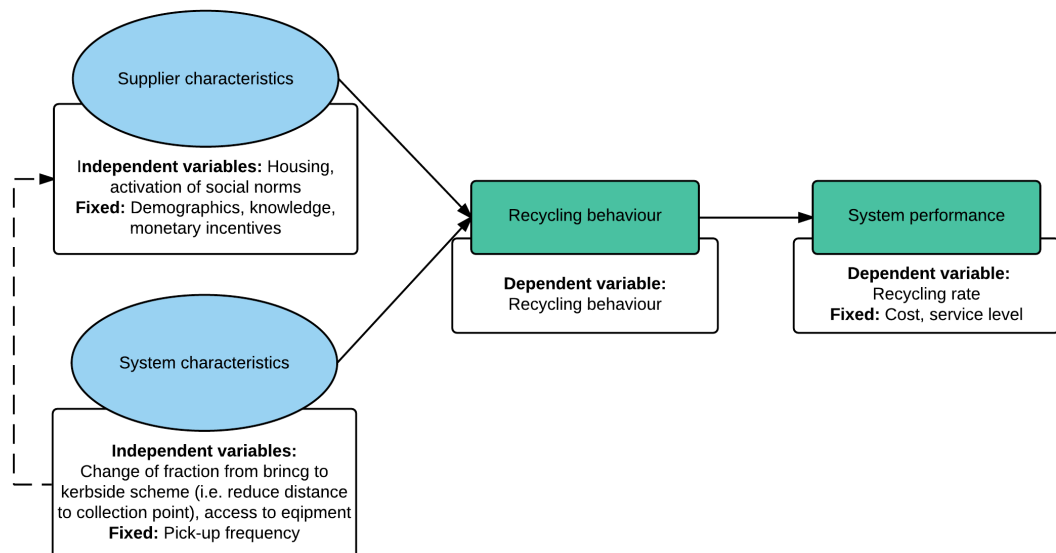 Supplier characteristics
Independent variables: Housing,
activation of social norms
Fixed: Demographics, knowledge,
monetary incentives
Recycling behaviour
Dependent variable:
Recycling behaviour
System performance
Dependent variable:
Recycling rate
Fixed: Cost, service level
System characteristics
Independent variables:
Change of fraction from brincg to
kerbside scheme (i.e. reduce distance
to collection point), access to eqipment
Fixed: Pick-up frequency